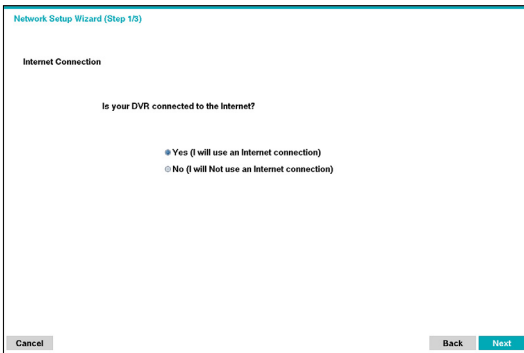 Network Setup Wizard (Step 1/3)
Internet Connection
Is your DVR connected to the Internet?
Yes (I will use an Internet connection)
No (I will Not use an Internet connection)
Cancel
Back
Next